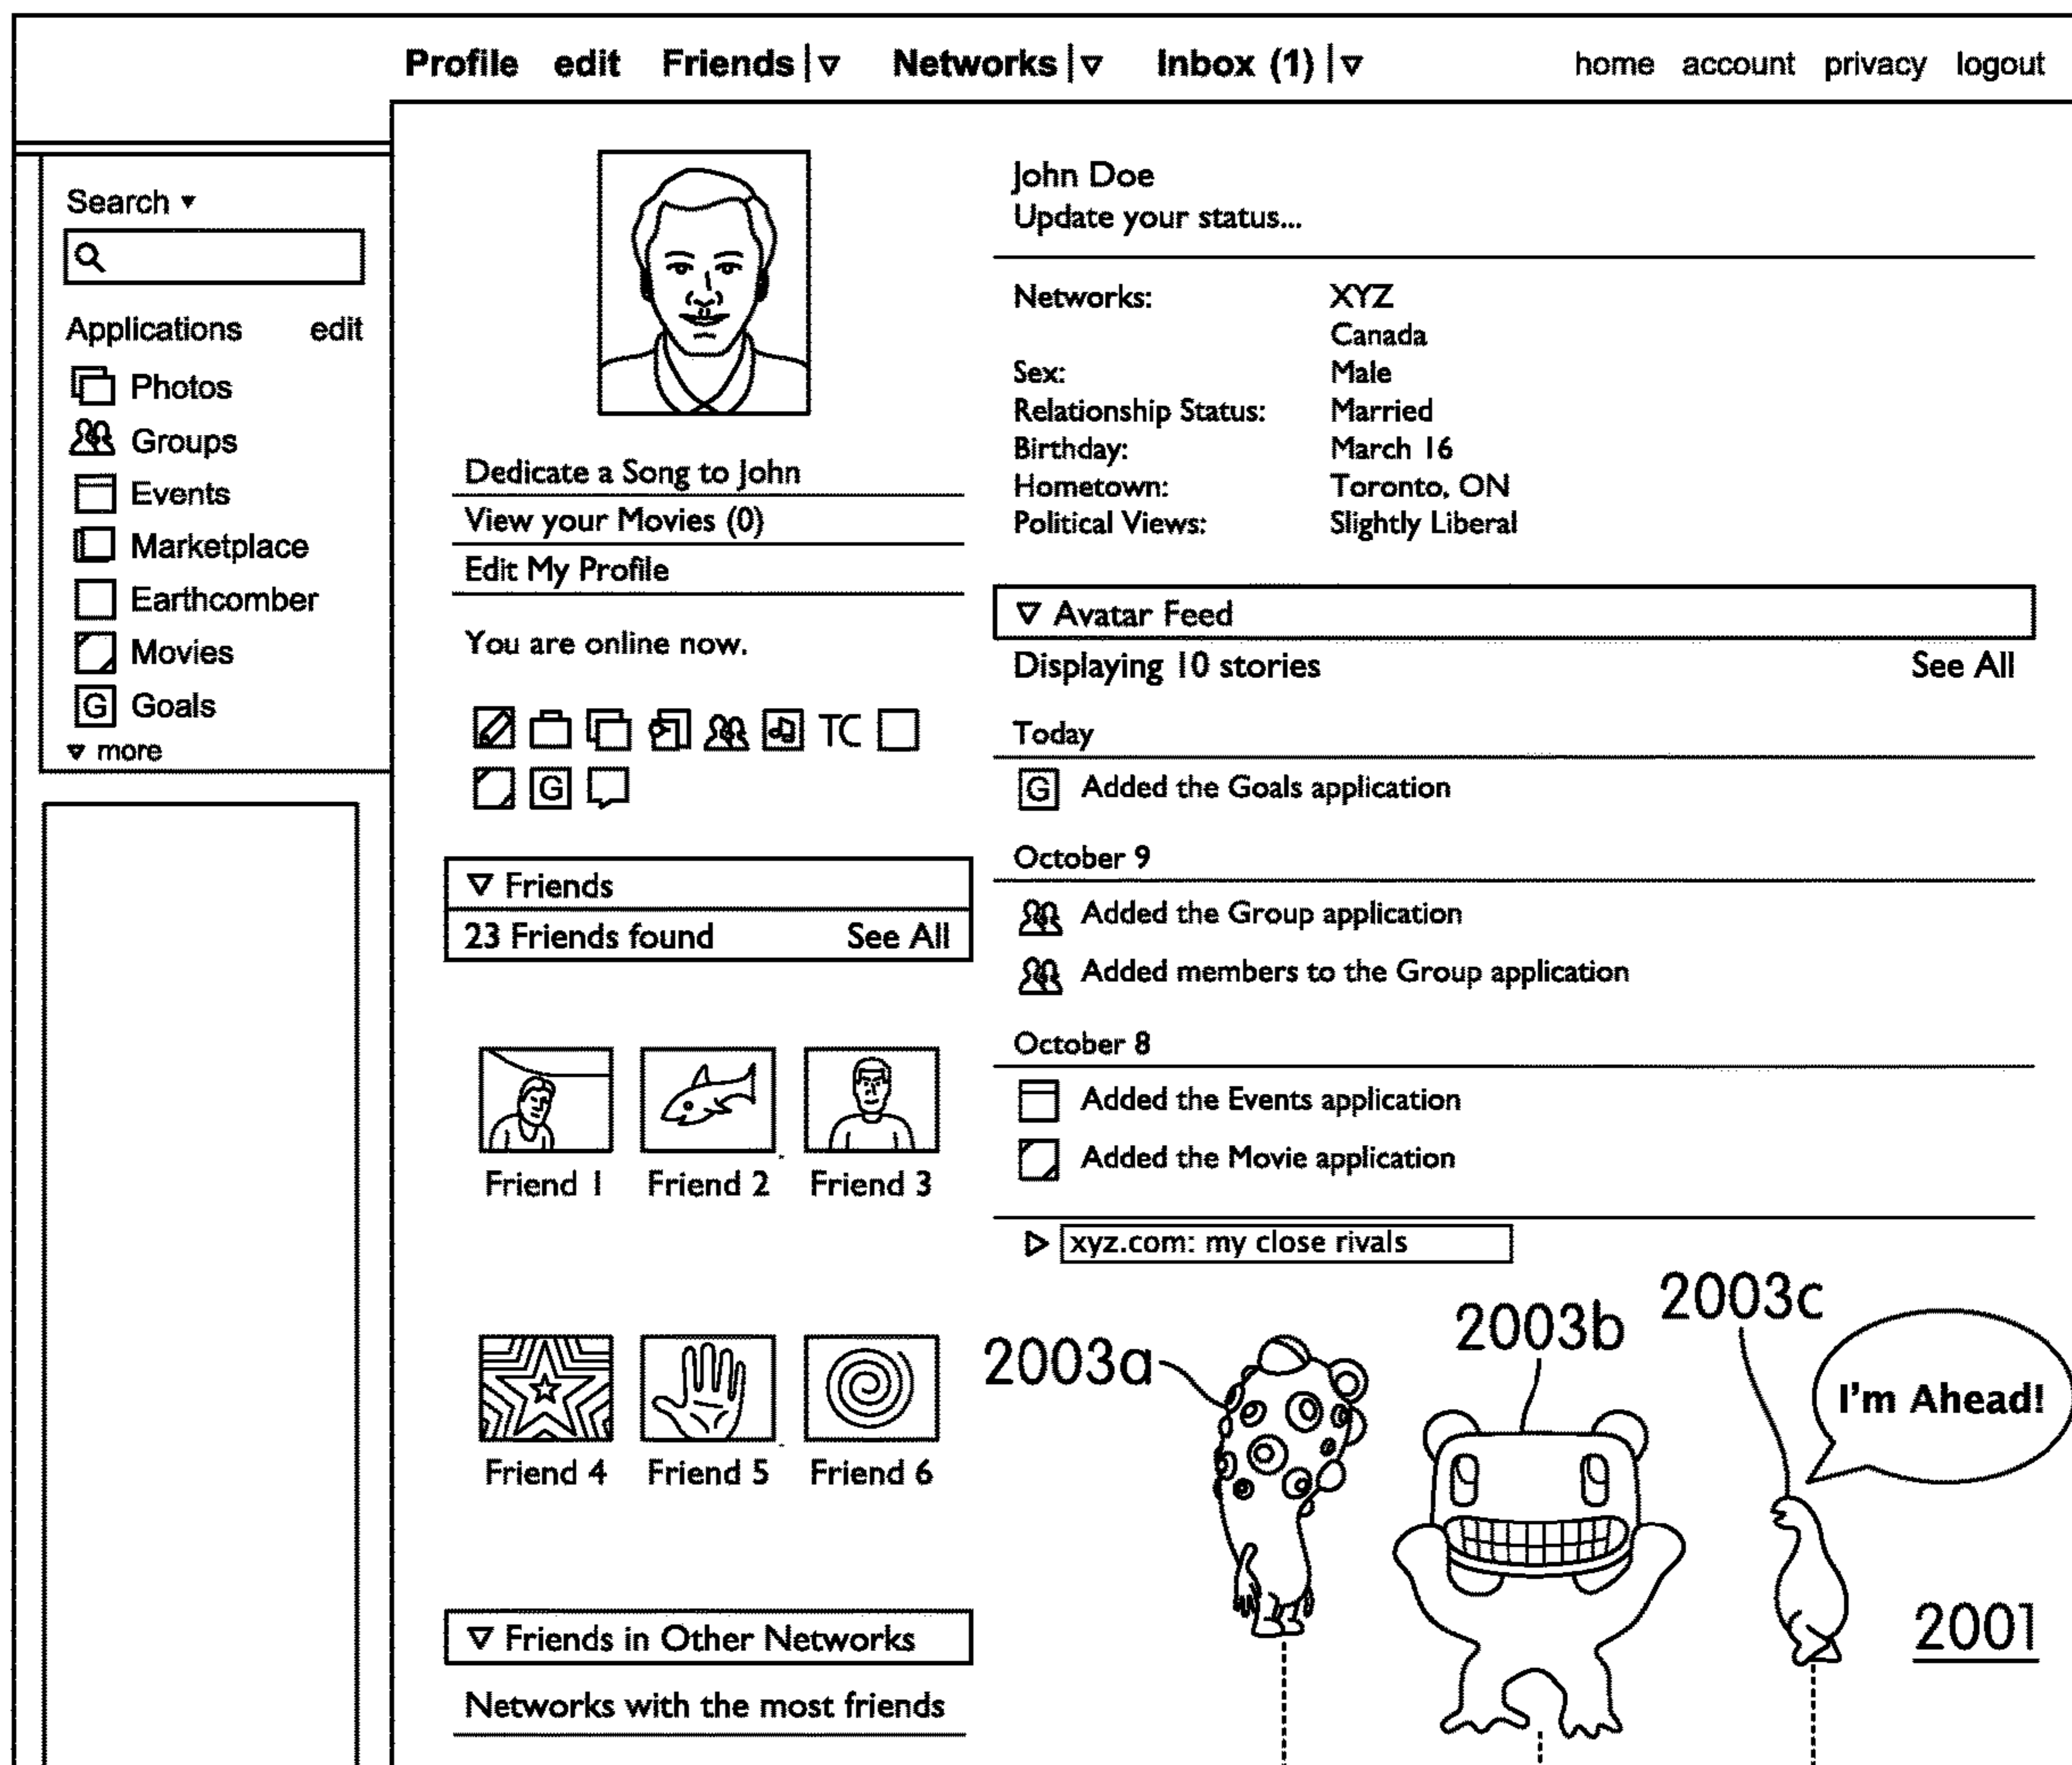 Profile edit Friends Networks Inbox (1) home account privacy logout
Search
Applications edit
Photos
Groups
Events
Marketplace
Earthcomber
Movies
G Goals
more
Dedicate a Song to John
View your Movies (0)
Edit My Profile
You are online now.
TC
G
Friends
23 Friends found See All
Friend 1 Friend 2 Friend 3
Friend 4 Friend 5 Friend 6
Friends in Other Networks
Networks with the most friends
John Doe
Update your status...
Networks: XYZ
Canada
Sex: Male
Relationship Status: Married
Birthday: March 16
Hometown: Toronto, ON
Political Views: Slightly Liberal
Avatar Feed
Displaying 10 stories See All
Today
G Added the Goals application
October 9
Added the Group application
Added members to the Group application
October 8
Added the Events application
Added the Movie application
xyz.com: my close rivals
2003a 2003b 2003c
I'm Ahead!
2001